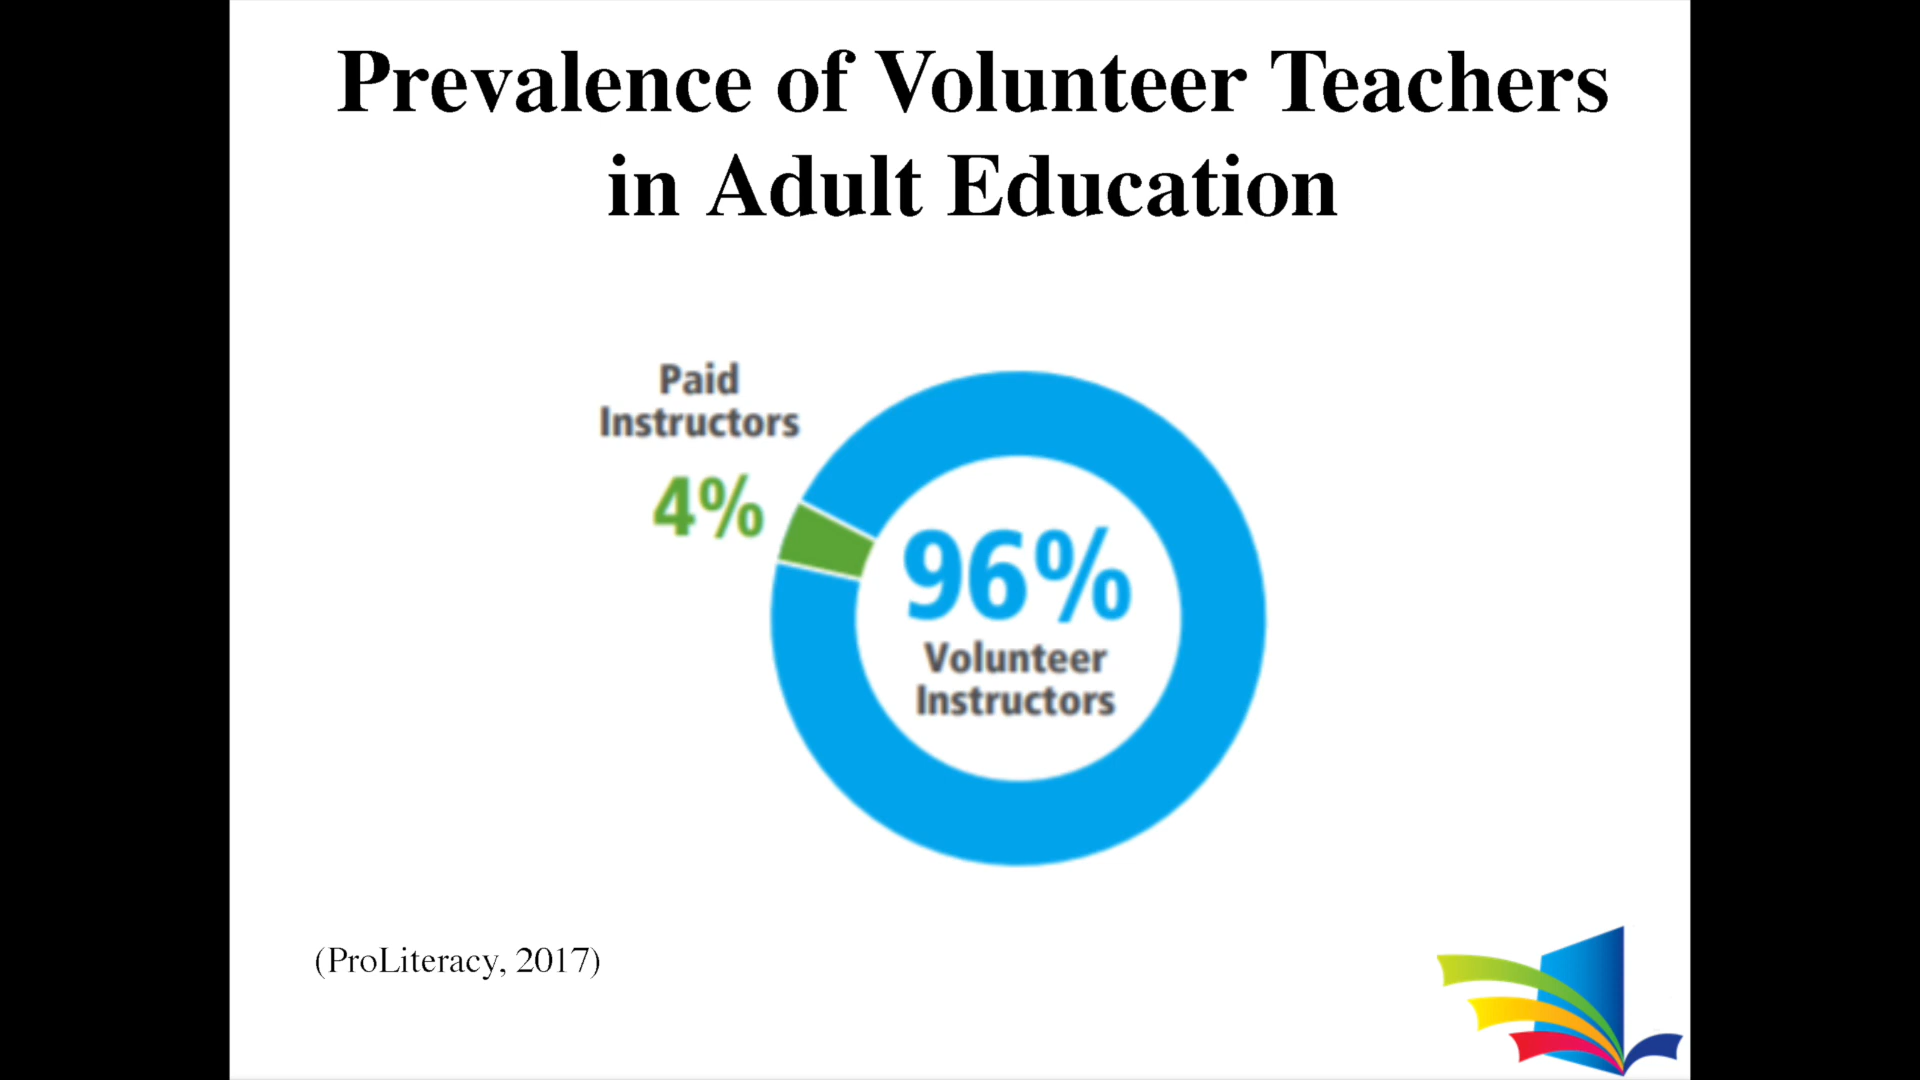 Prevalence of Volunteer Teachers
in Adult Education
Paid
Instructors
4%
96%
Volunteer
Instructors
(ProLiteracy, 2017)